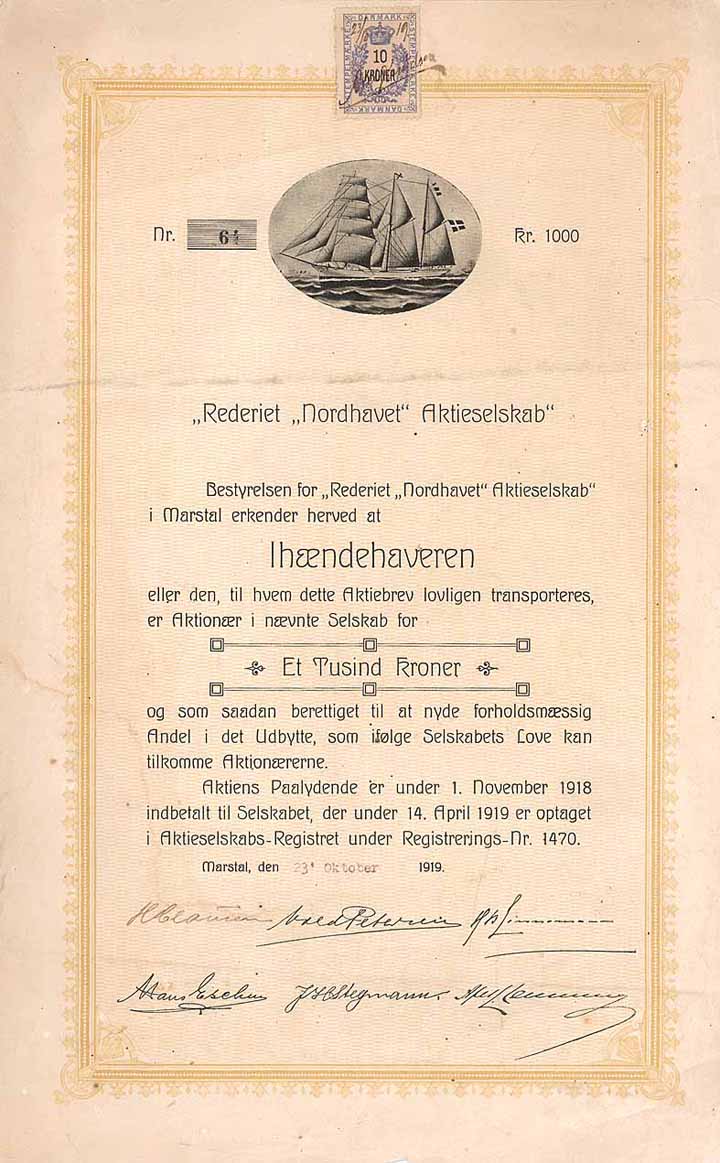 DANMARK
STEMPELMÆRKE
STEMPELMÆRKE
10
KRONER
DANMARK
Nr. 64
Kr. 1000
„Rederiet „Nordhavet“ Aktieselskab“
Bestyrelsen for „Rederiet „Nordhavet“ Aktieselskab“
i Marstal erkender herved at
Ihændehaveren
eller den, til hvem dette Aktiebrev lovligen transporteres,
er Aktionær i nævnte Selskab for
Et Tusind Kroner
og som saadan berettiget til at nyde forholdsmæssig
Andel i det Udbytte, som ifølge Selskabets Love kan
tilkomme Aktionærerne.
Aktiens Paalydende er under 1. November 1918
indbetalt til Selskabet, der under 14. April 1919 er optaget
i Aktieselskabs-Registret under Registrerings-Nr. 1470.
Marstal, den 23' Oktober 1919.